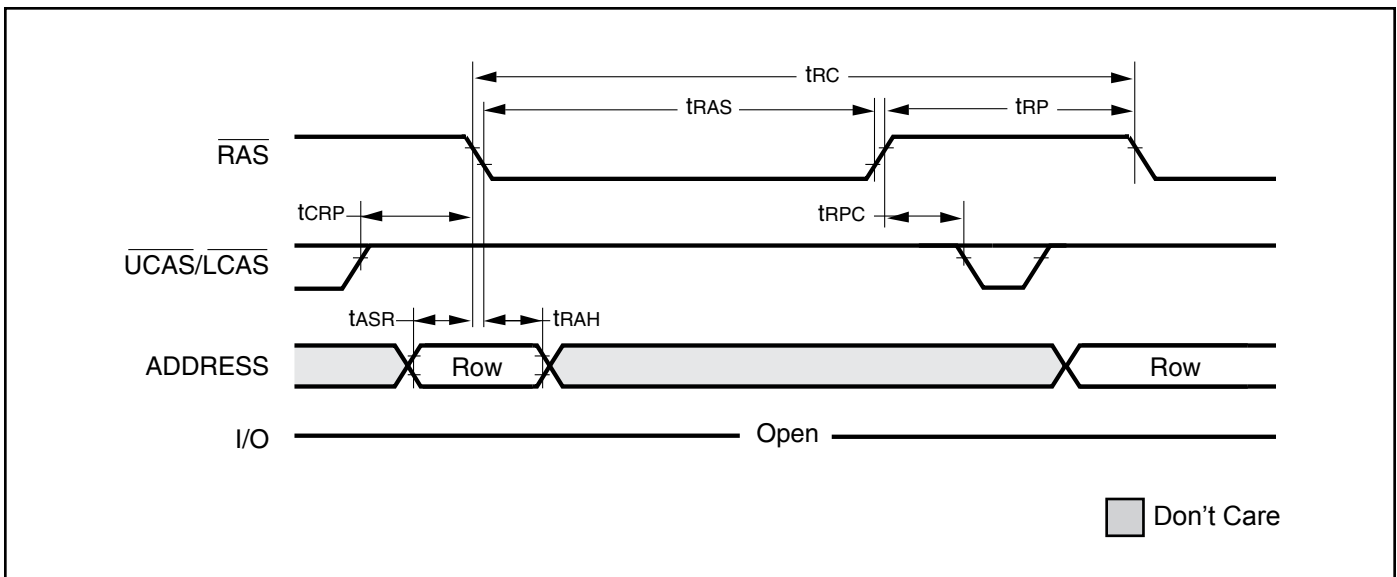 tRC
tRAS
tRP
RAS
tCRP
tRPC
UCAS/LCAS
tASR
tRAH
ADDRESS
Row
Row
I/O
Open
Don't Care